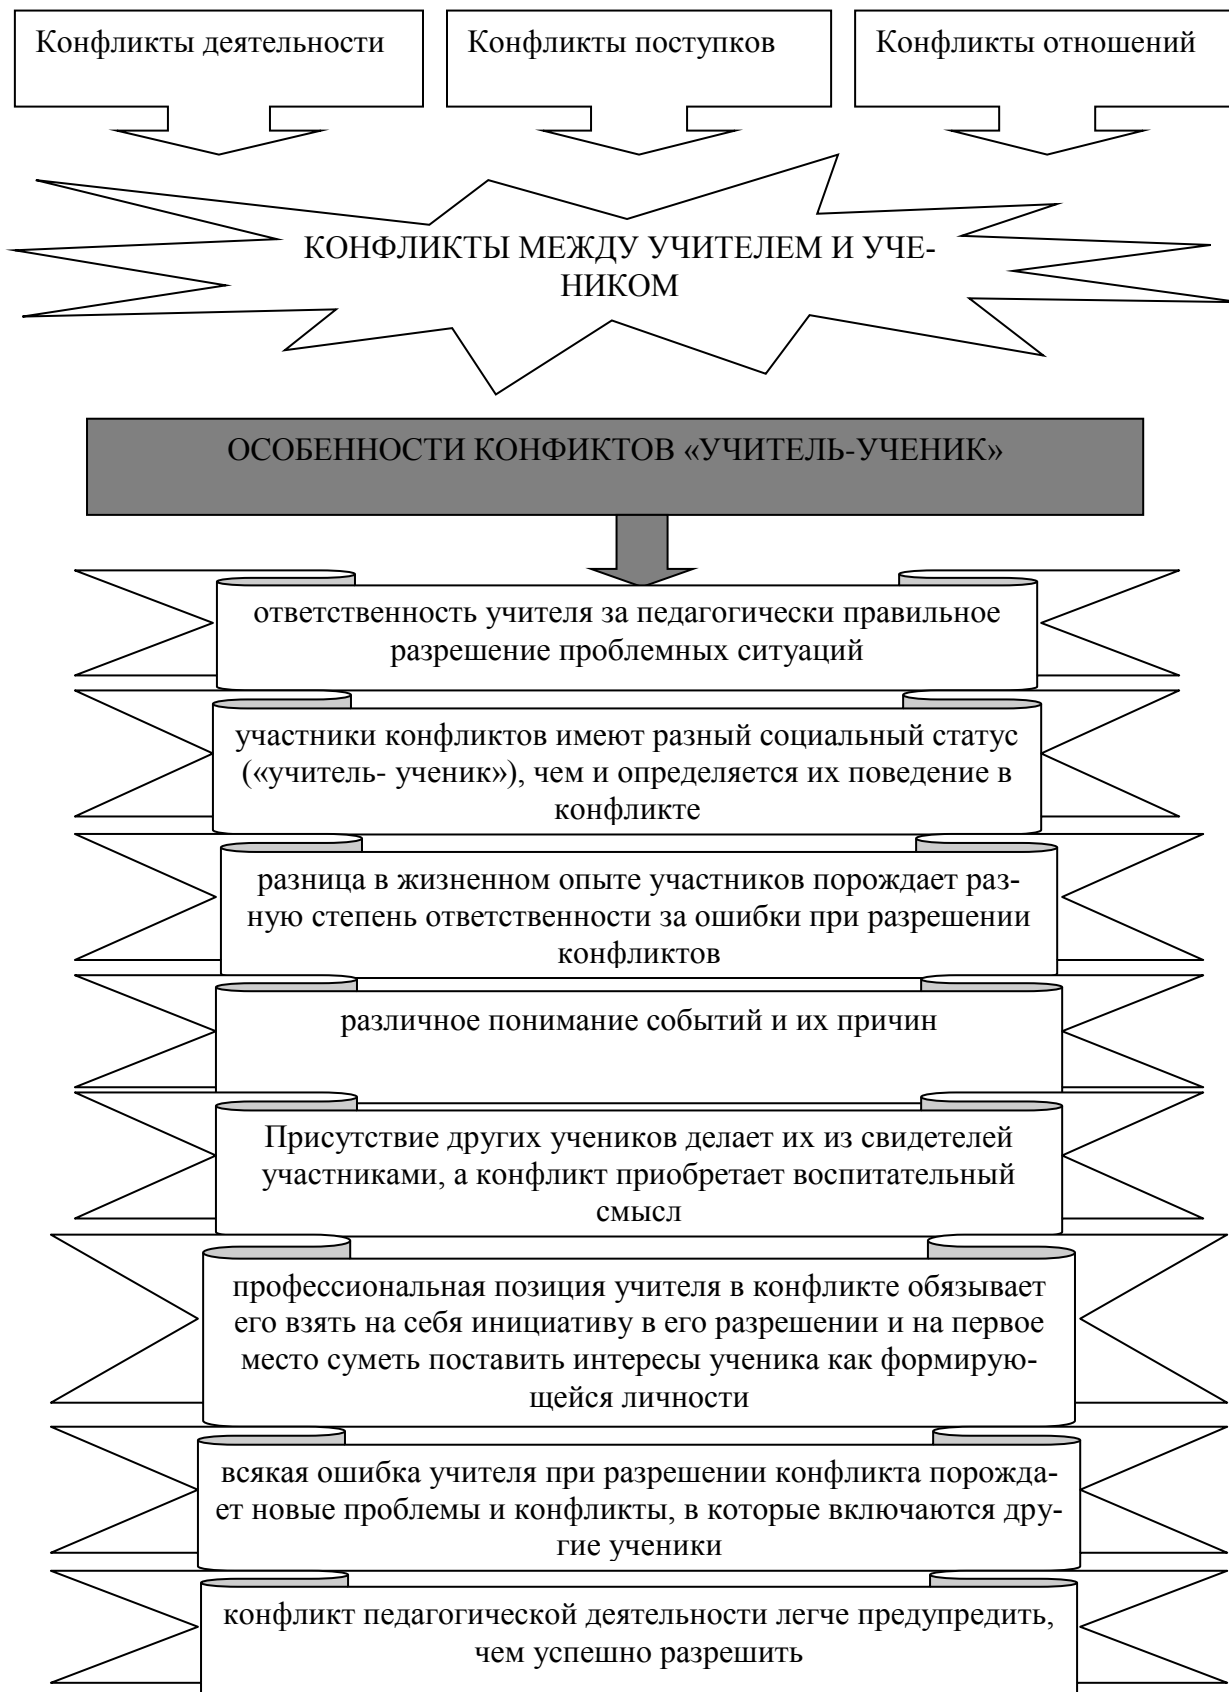 Конфликты деятельности
Конфликты поступков
Конфликты отношений
КОНФЛИКТЫ МЕЖДУ УЧИТЕЛЕМ И УЧЕ-
НИКОМ
ОСОБЕННОСТИ КОНФИКТОВ «УЧИТЕЛЬ-УЧЕНИК»
ответственность учителя за педагогически правильное
разрешение проблемных ситуаций
участники конфликтов имеют разный социальный статус
(«учитель- ученик»), чем и определяется их поведение в
конфликте
разница в жизненном опыте участников порождает раз-
ную степень ответственности за ошибки при разрешении
конфликтов
различное понимание событий и их причин
Присутствие других учеников делает их из свидетелей
участниками, а конфликт приобретает воспитательный
смысл
профессиональная позиция учителя в конфликте обязывает
его взять на себя инициативу в его разрешении и на первое
место суметь поставить интересы ученика как формирую-
щейся личности
всякая ошибка учителя при разрешении конфликта порожда-
ет новые проблемы и конфликты, в которые включаются дру-
гие ученики
конфликт педагогической деятельности легче предупредить,
чем успешно разрешить